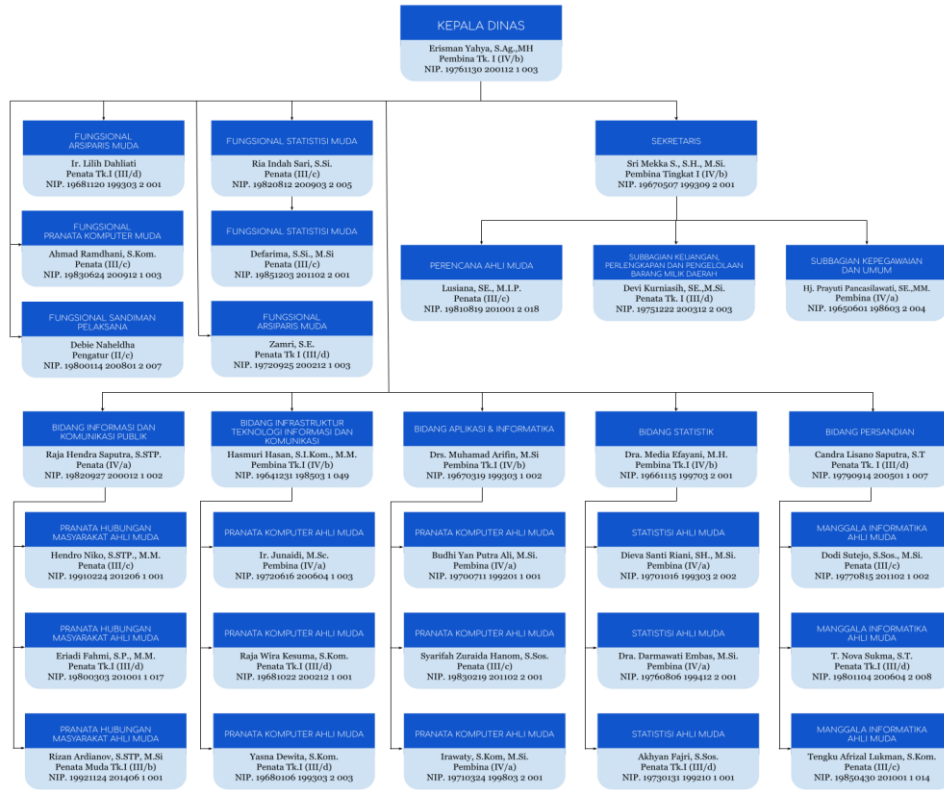 KEPALA DINAS
Erisman Yahya, S.Ag.,MH
Pembina Tk. I (IV/b)
NIP. 19761130 200112 1 003
FUNGSIONAL
ARSIPARIS MUDA
Ir. Lilih Dahliati
Penata Tk.I (III/d)
NIP. 19681120 199303 2 001
FUNGSIONAL STATISTISI MUDA
Ria Indah Sari, S.Si.
Penata (III/c)
NIP. 19820812 200903 2 005
SEKRETARIS
Sri Mekka S., S.H., M.Si.
Pembina Tingkat I (IV/b)
NIP. 19670507 199309 2 001
FUNGSIONAL
PRANATA KOMPUTER MUDA
Ahmad Ramdhani, S.Kom.
Penata (III/c)
NIP. 19830624 200912 1 003
FUNGSIONAL STATISTISI MUDA
Defarima, S.Si., M.Si
Penata (III/c)
NIP. 19851203 201102 2 001
PERENCANA AHLI MUDA
Lusiana, SE., M.I.P.
Penata (III/c)
NIP. 19810819 201001 2 018
SUBBAGIAN KEUANGAN,
PERLENGKAPAN DAN PENGELOLAAN
BARANG MILIK DAERAH
Devi Kurniasih, SE.,M.Si.
Penata Tk. I (III/d)
NIP. 19751222 200312 2 003
SUBBAGIAN KEPEGAWAIAN
DAN UMUM
Hj. Prayuti Pancasilawati, SE.,MM.
Pembina (IV/a)
NIP. 19650601 198603 2 004
FUNGSIONAL SANDIMAN
PELAKSANA
Debie Naheldha
Pengatur (II/c)
NIP. 19800114 200801 2 007
FUNGSIONAL
ARSIPARIS MUDA
Zamri, S.E.
Penata Tk I (III/d)
NIP. 19720925 200212 1 003
BIDANG INFORMASI DAN
KOMUNIKASI PUBLIK
Raja Hendra Saputra, S.STP.
Penata (IV/a)
NIP. 19820927 200012 1 002
BIDANG INFRASTRUKTUR
TEKNOLOGI INFORMASI DAN
KOMUNIKASI
Hasmuri Hasan, S.I.Kom., M.M.
Pembina Tk.I (IV/b)
NIP. 19641231 198503 1 049
BIDANG APLIKASI & INFORMATIKA
Drs. Muhamad Arifin, M.Si
Pembina Tk.I (IV/b)
NIP. 19670319 199303 1 002
BIDANG STATISTIK
Dra. Media Efayani, M.H.
Pembina Tk.I (IV/b)
NIP. 19661115 199703 2 001
BIDANG PERSANDIAN
Candra Lisano Saputra, S.T
Penata Tk. I (III/d)
NIP. 19790914 200501 1 007
PRANATA HUBUNGAN
MASYARAKAT AHLI MUDA
Hendro Niko, S.STP., M.M.
Penata (III/c)
NIP. 19910224 201206 1 001
PRANATA KOMPUTER AHLI MUDA
Ir. Junaidi, M.Sc.
Pembina (IV/a)
NIP. 19720616 200604 1 003
PRANATA KOMPUTER AHLI MUDA
Budhi Yan Putra Ali, M.Si.
Pembina (IV/a)
NIP. 19700711 199201 1 001
STATISTISI AHLI MUDA
Dieva Santi Riani, SH., M.Si.
Pembina (IV/a)
NIP. 19701016 199303 2 002
MANGGALA INFORMATIKA
AHLI MUDA
Dodi Sutejo, S.Sos., M.Si.
Penata (III/c)
NIP. 19770815 201102 1 002
PRANATA HUBUNGAN
MASYARAKAT AHLI MUDA
Eriadi Fahmi, S.P., M.M.
Penata Tk.I (III/d)
NIP. 19800303 201001 1 017
PRANATA KOMPUTER AHLI MUDA
Raja Wira Kesuma, S.Kom.
Penata Tk.I (III/d)
NIP. 19681022 200212 1 001
PRANATA KOMPUTER AHLI MUDA
Syarifah Zuraida Hanom, S.Sos.
Penata (III/c)
NIP. 19830219 201102 2 001
STATISTISI AHLI MUDA
Dra. Darmawati Embas, M.Si.
Pembina (IV/a)
NIP. 19760806 199412 2 001
MANGGALA INFORMATIKA
AHLI MUDA
T. Nova Sukma, S.T.
Penata Tk.I (III/d)
NIP. 19801104 200604 2 008
PRANATA HUBUNGAN
MASYARAKAT AHLI MUDA
Rizan Ardianov, S.STP, M.Si
Penata Muda Tk.I (III/b)
NIP. 19921124 201406 1 001
PRANATA KOMPUTER AHLI MUDA
Yasna Dewita, S.Kom.
Penata Tk.I (III/d)
NIP. 19680106 199303 2 003
PRANATA KOMPUTER AHLI MUDA
Irawaty, S.Kom, M.Si.
Pembina (IV/a)
NIP. 19710324 199803 2 001
STATISTISI AHLI MUDA
Akhyan Fajri, S.Sos.
Penata Tk.I (III/d)
NIP. 19730131 199210 1 001
MANGGALA INFORMATIKA
AHLI MUDA
Tengku Afrizal Lukman, S.Kom.
Penata (III/c)
NIP. 19850430 201001 1 014